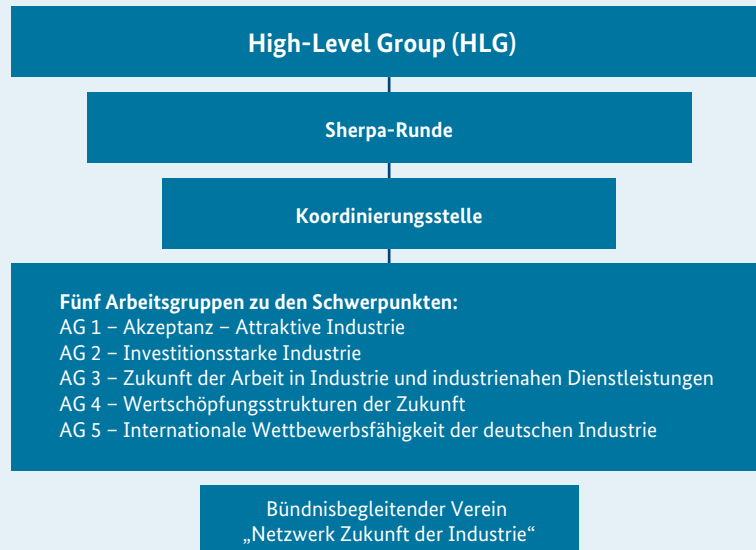 High-Level Group (HLG)
Sherpa-Runde
Koordinierungsstelle
Fünf Arbeitsgruppen zu den Schwerpunkten:
AG 1 – Akzeptanz – Attraktive Industrie
AG 2 – Investitionsstarke Industrie
AG 3 – Zukunft der Arbeit in Industrie und industrienahen Dienstleistungen
AG 4 – Wertschöpfungsstrukturen der Zukunft
AG 5 – Internationale Wettbewerbsfähigkeit der deutschen Industrie
Bündnisbegleitender Verein
„Netzwerk Zukunft der Industrie“